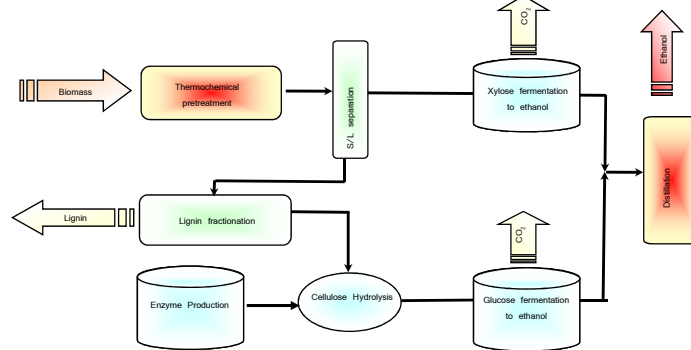 CO2
Ethanol
Biomass
Thermochemical
pretreatment
S/L separation
Xylose fermentation
to ethanol
Distillation
Lignin
Lignin fractionation
CO2
Enzyme Production
Cellulose Hydrolysis
Glucose fermentation
to ethanol